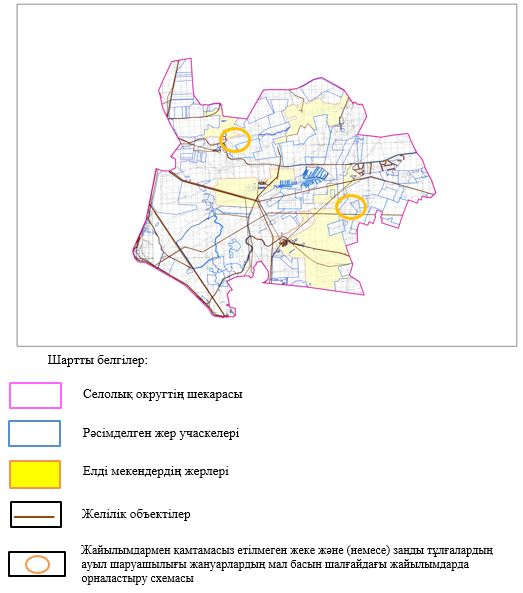 Шартты белгілер:
Селолық округтің шекарасы
Рәсімделген жер учаскелері
Елді мекендердің жерлері
Желілік объектілер
Жайылымдармен қамтамасыз етілмеген жеке және (немесе) занды тұлғалардың
ауыл шаруашылығы жануарлардың мал басын шалғайдағы жайылымдарда
орналастыру схемасы